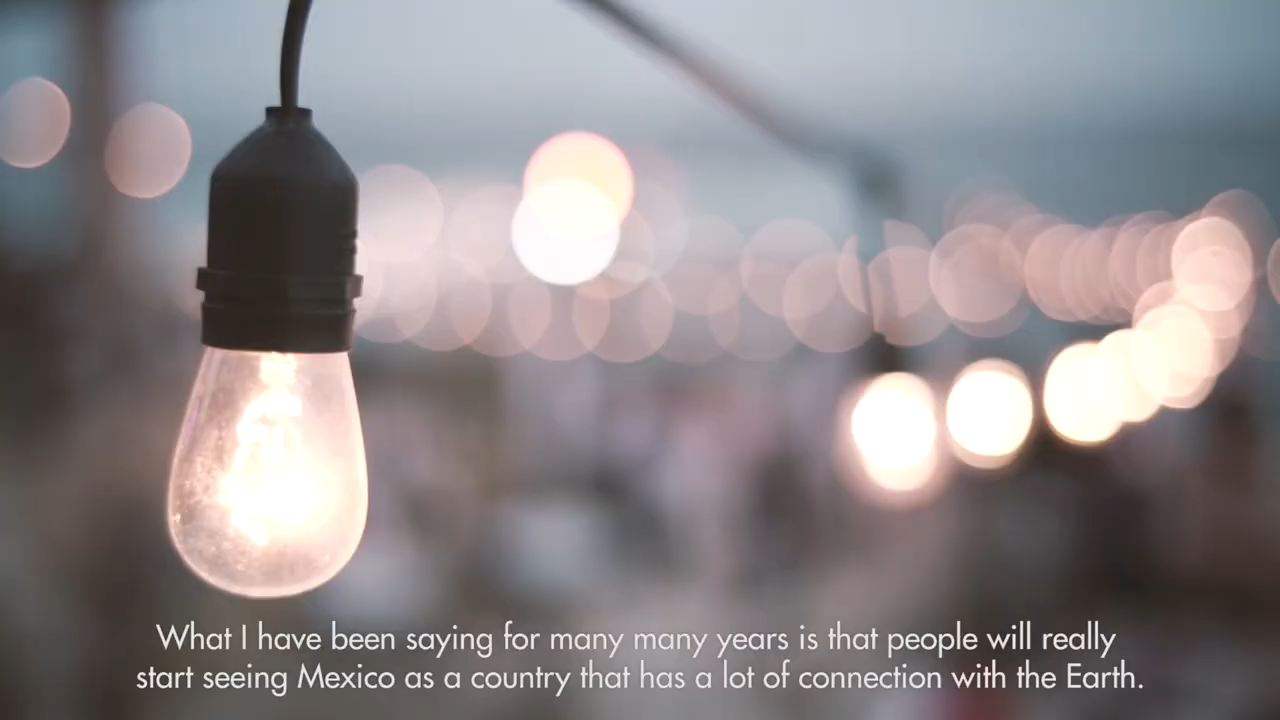 What I have been saying for many many years is that people will really
start seeing Mexico as a country that has a lot of connection with the Earth.